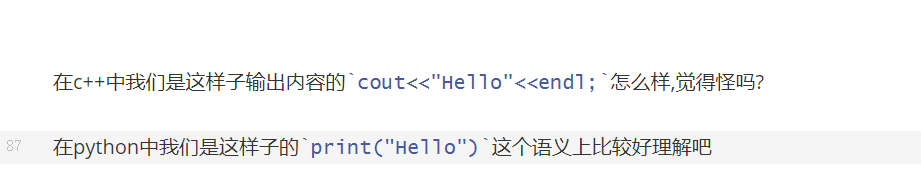 在c++中我们是这样子输出内容的`cout<<"Hello"<<endl;`怎么样,觉得怪吗?
87 在python中我们是这样子的`print("Hello")`这个语义上比较好理解吧